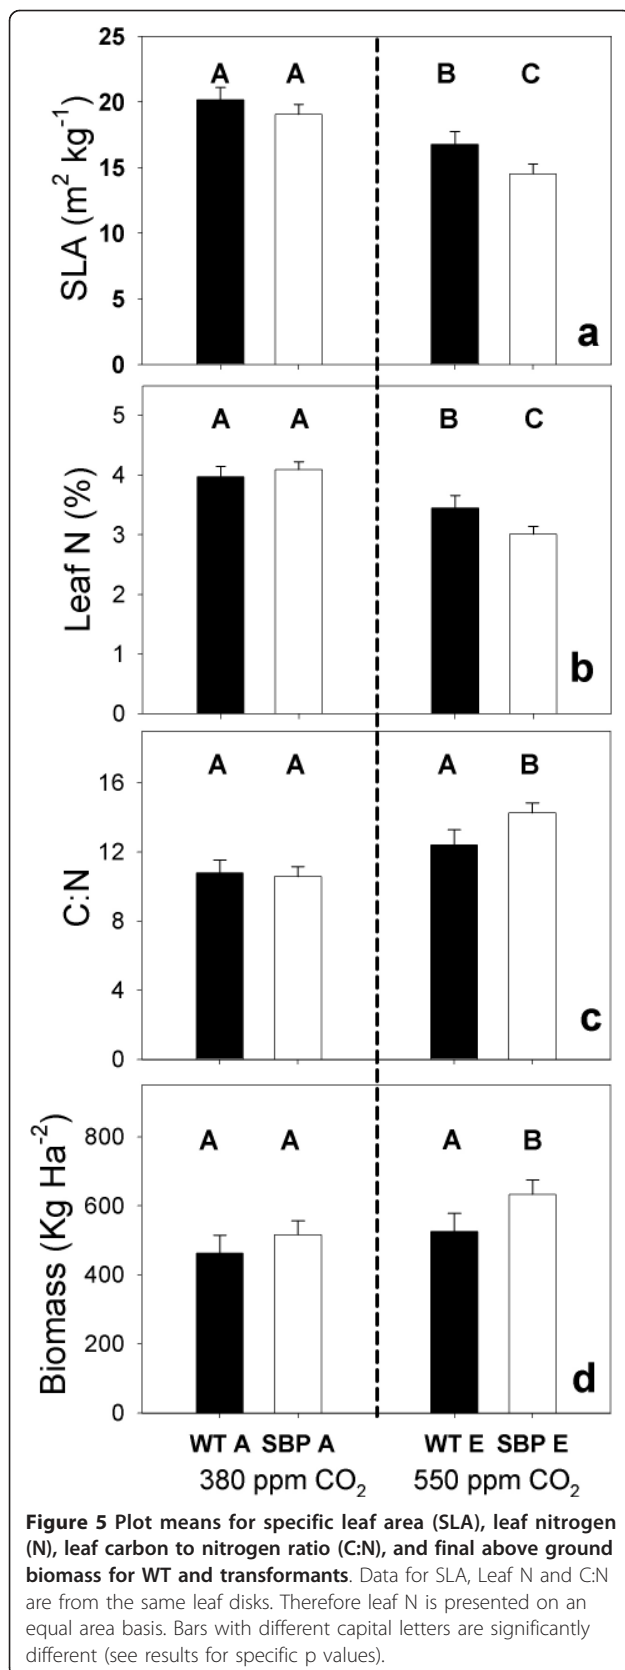 25
20
15
10
5
0
SLA (m² kg⁻¹)
A A B C
a
5
4
3
2
1
0
Leaf N (%)
A A B C
b
16
12
8
4
0
C:N
A A A B
c
800
600
400
200
0
Biomass (Kg Ha⁻²)
A A A B
d
WT A SBP A WT E SBP E
380 ppm CO₂ 550 ppm CO₂
Figure 5 Plot means for specific leaf area (SLA), leaf nitrogen
(N), leaf carbon to nitrogen ratio (C:N), and final above ground
biomass for WT and transformants. Data for SLA, Leaf N and C:N
are from the same leaf disks. Therefore leaf N is presented on an
equal area basis. Bars with different capital letters are significantly
different (see results for specific p values).